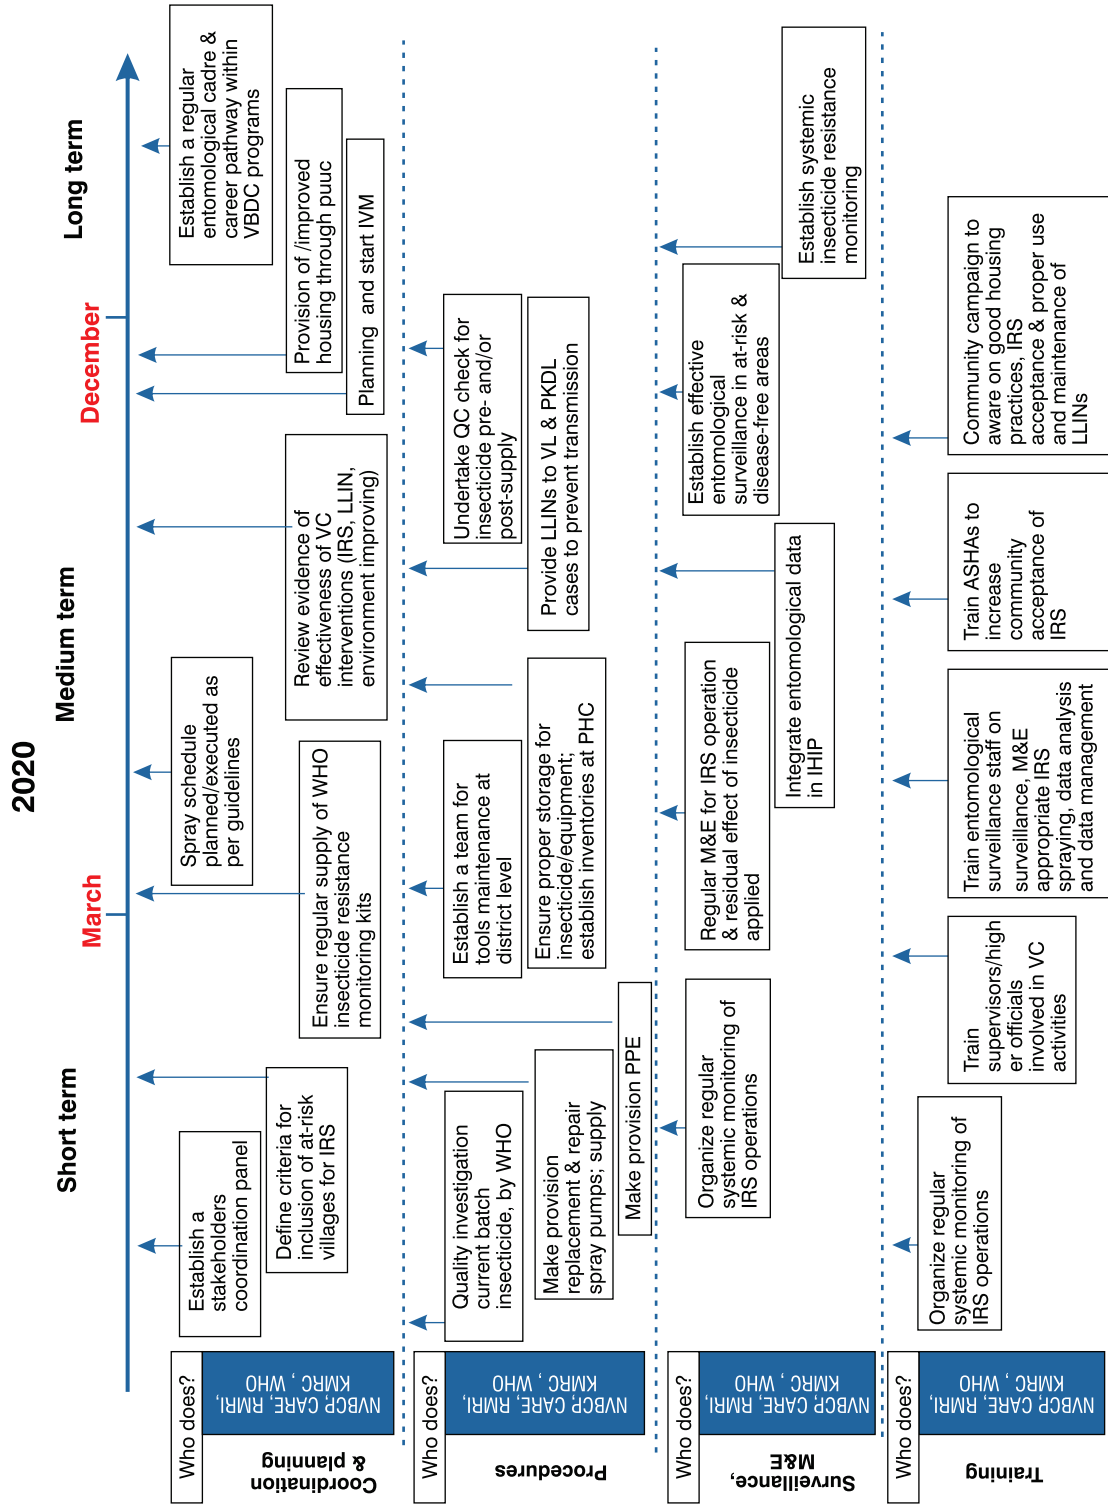 2020
Short term
Medium term
Long term
March
December
Who does?
NVBCP, CARE, RMRI,
KMRC , WHO
Coordination
& planning
Establish a
stakeholders
coordination panel
Define criteria for
inclusion of at-risk
villages for IRS
Ensure regular supply of WHO
insecticide resistance
monitoring kits
Spray schedule
planned/executed as
per guidelines
Review evidence of
effectiveness of VC
interventions (IRS, LLIN,
environment improving)
Planning and start IVM
Provision of /improved
housing through puuc
Establish a regular
entomological cadre &
career pathway within
VBDC programs
Who does?
NVBCP, CARE, RMRI,
KMRC , WHO
Procedures
Quality investigation
current batch
insecticide, by WHO
Make provision
replacement & repair
spray pumps; supply
Make provision PPE
Establish a team for
tools maintenance at
district level
Ensure proper storage for
insecticide/equipment;
establish inventories at PHC
Provide LLINs to VL & PKDL
cases to prevent transmission
Undertake QC check for
insecticide pre- and/or
post-supply
Who does?
NVBCP, CARE, RMRI,
KMRC , WHO
Surveillance,
M&E
Organize regular
systemic monitoring of
IRS operations
Regular M&E for IRS operation
& residual effect of insecticide
applied
Integrate entomological data
in IHIP
Establish effective
entomological
surveillance in at-risk &
disease-free areas
Establish systemic
insecticide resistance
monitoring
Who does?
NVBCP, CARE, RMRI,
KMRC , WHO
Training
Organize regular
systemic monitoring of
IRS operations
Train
supervisors/high
er officials
involved in VC
activities
Train entomological
surveillance staff on
surveillance, M&E
appropriate IRS
spraying, data analysis
and data management
Train ASHAs to
increase
community
acceptance of
IRS
Community campaign to
aware on good housing
practices, IRS
acceptance & proper use
and maintenance of
LLINs